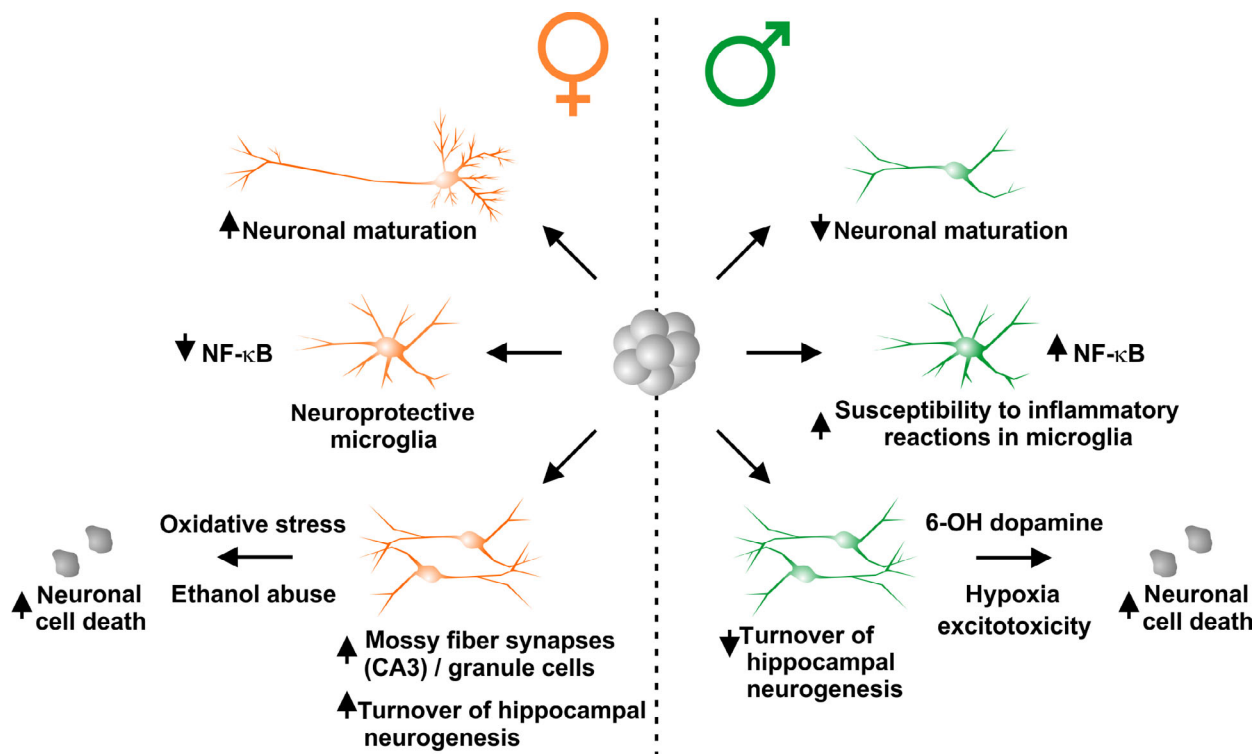 Neuronal maturation
Neuronal maturation
NF-κB
Neuroprotective
microglia
NF-κB
Susceptibility to inflammatory
reactions in microglia
Oxidative stress
Ethanol abuse
Neuronal
cell death
Mossy fiber synapses
(CA3) / granule cells
Turnover of hippocampal
neurogenesis
6-OH dopamine
Hypoxia
excitotoxicity
Neuronal
cell death
Turnover of
hippocampal
neurogenesis